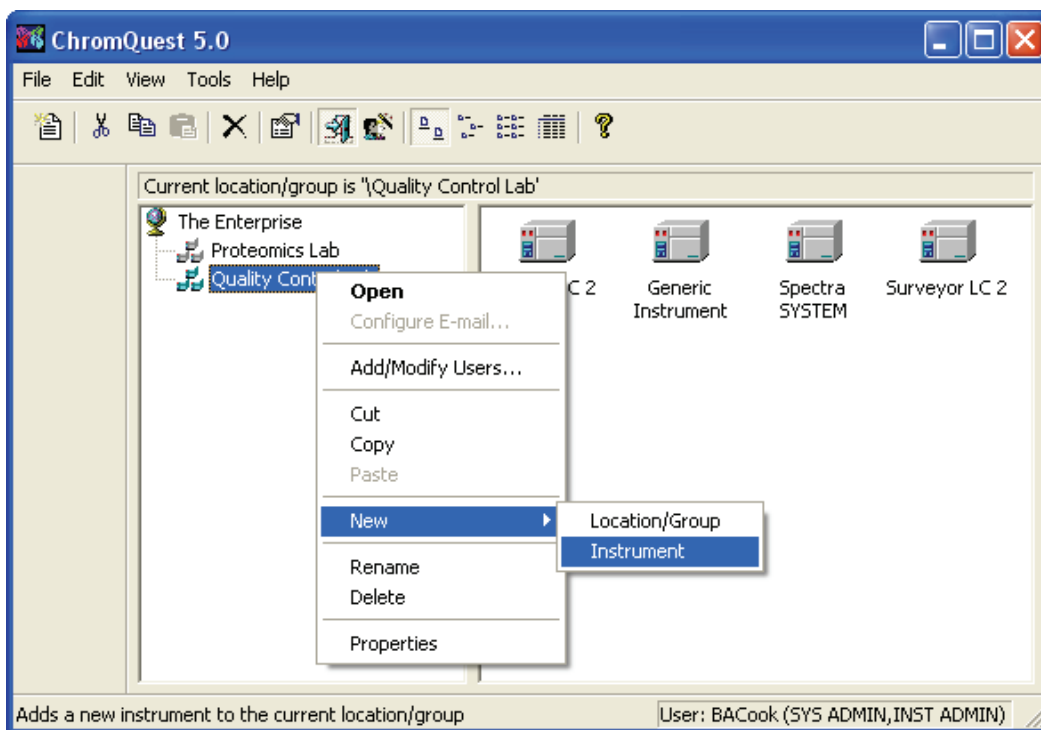 ChromQuest 5.0
File Edit View Tools Help
Current location/group is '\Quality Control Lab'
The Enterprise
Proteomics Lab
Quality Cont
C 2
Generic
Instrument
Spectra
SYSTEM
Surveyor LC 2
Open
Configure E-mail...
Add/Modify Users...
Cut
Copy
Paste
New
Location/Group
Instrument
Rename
Delete
Properties
Adds a new instrument to the current location/group
User: BACook (SYS ADMIN,INST ADMIN)